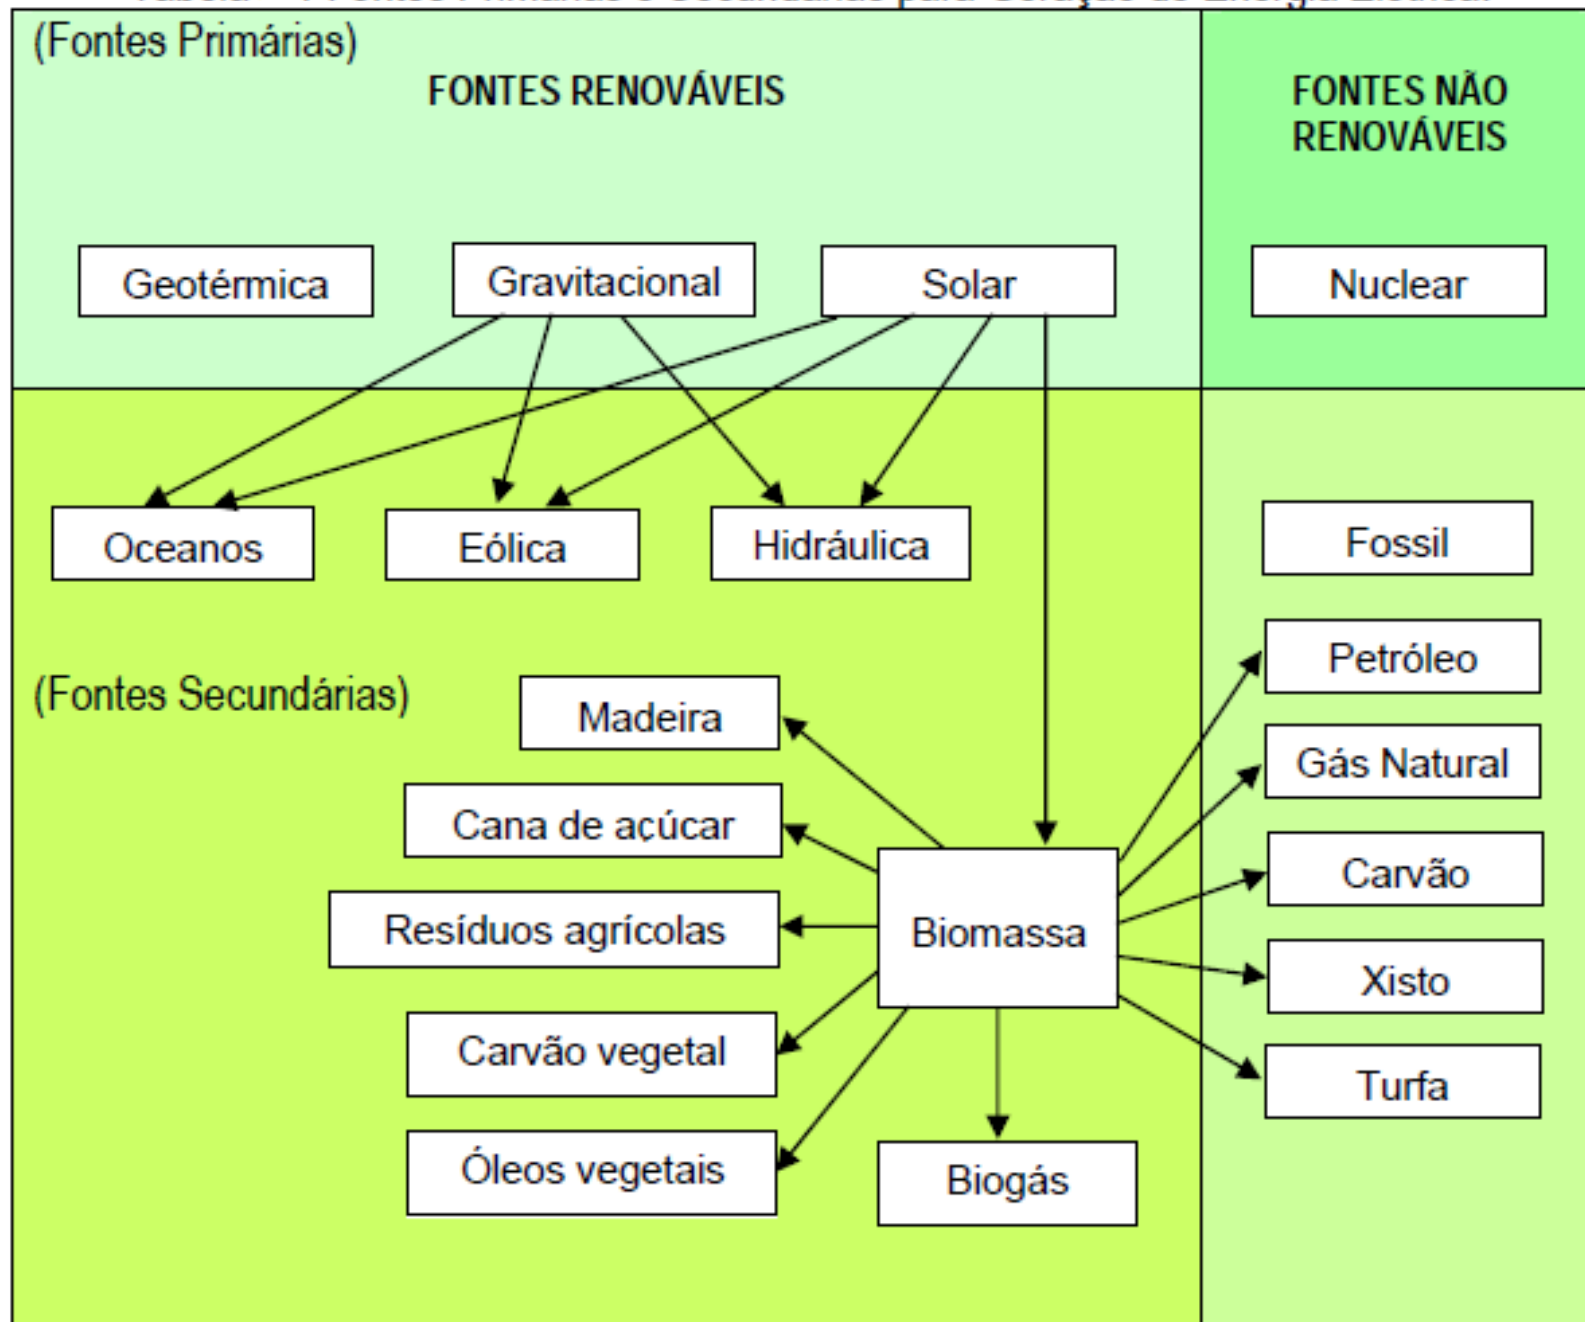 (Fontes Primárias)
FONTES RENOVÁVEIS
FONTES NÃO
RENOVÁVEIS
Geotérmica
Gravitacional
Solar
Nuclear
Oceanos
Eólica
Hidráulica
Fossil
(Fontes Secundárias)
Madeira
Cana de açúcar
Resíduos agrícolas
Carvão vegetal
Óleos vegetais
Biomassa
Biogás
Petróleo
Gás Natural
Carvão
Xisto
Turfa